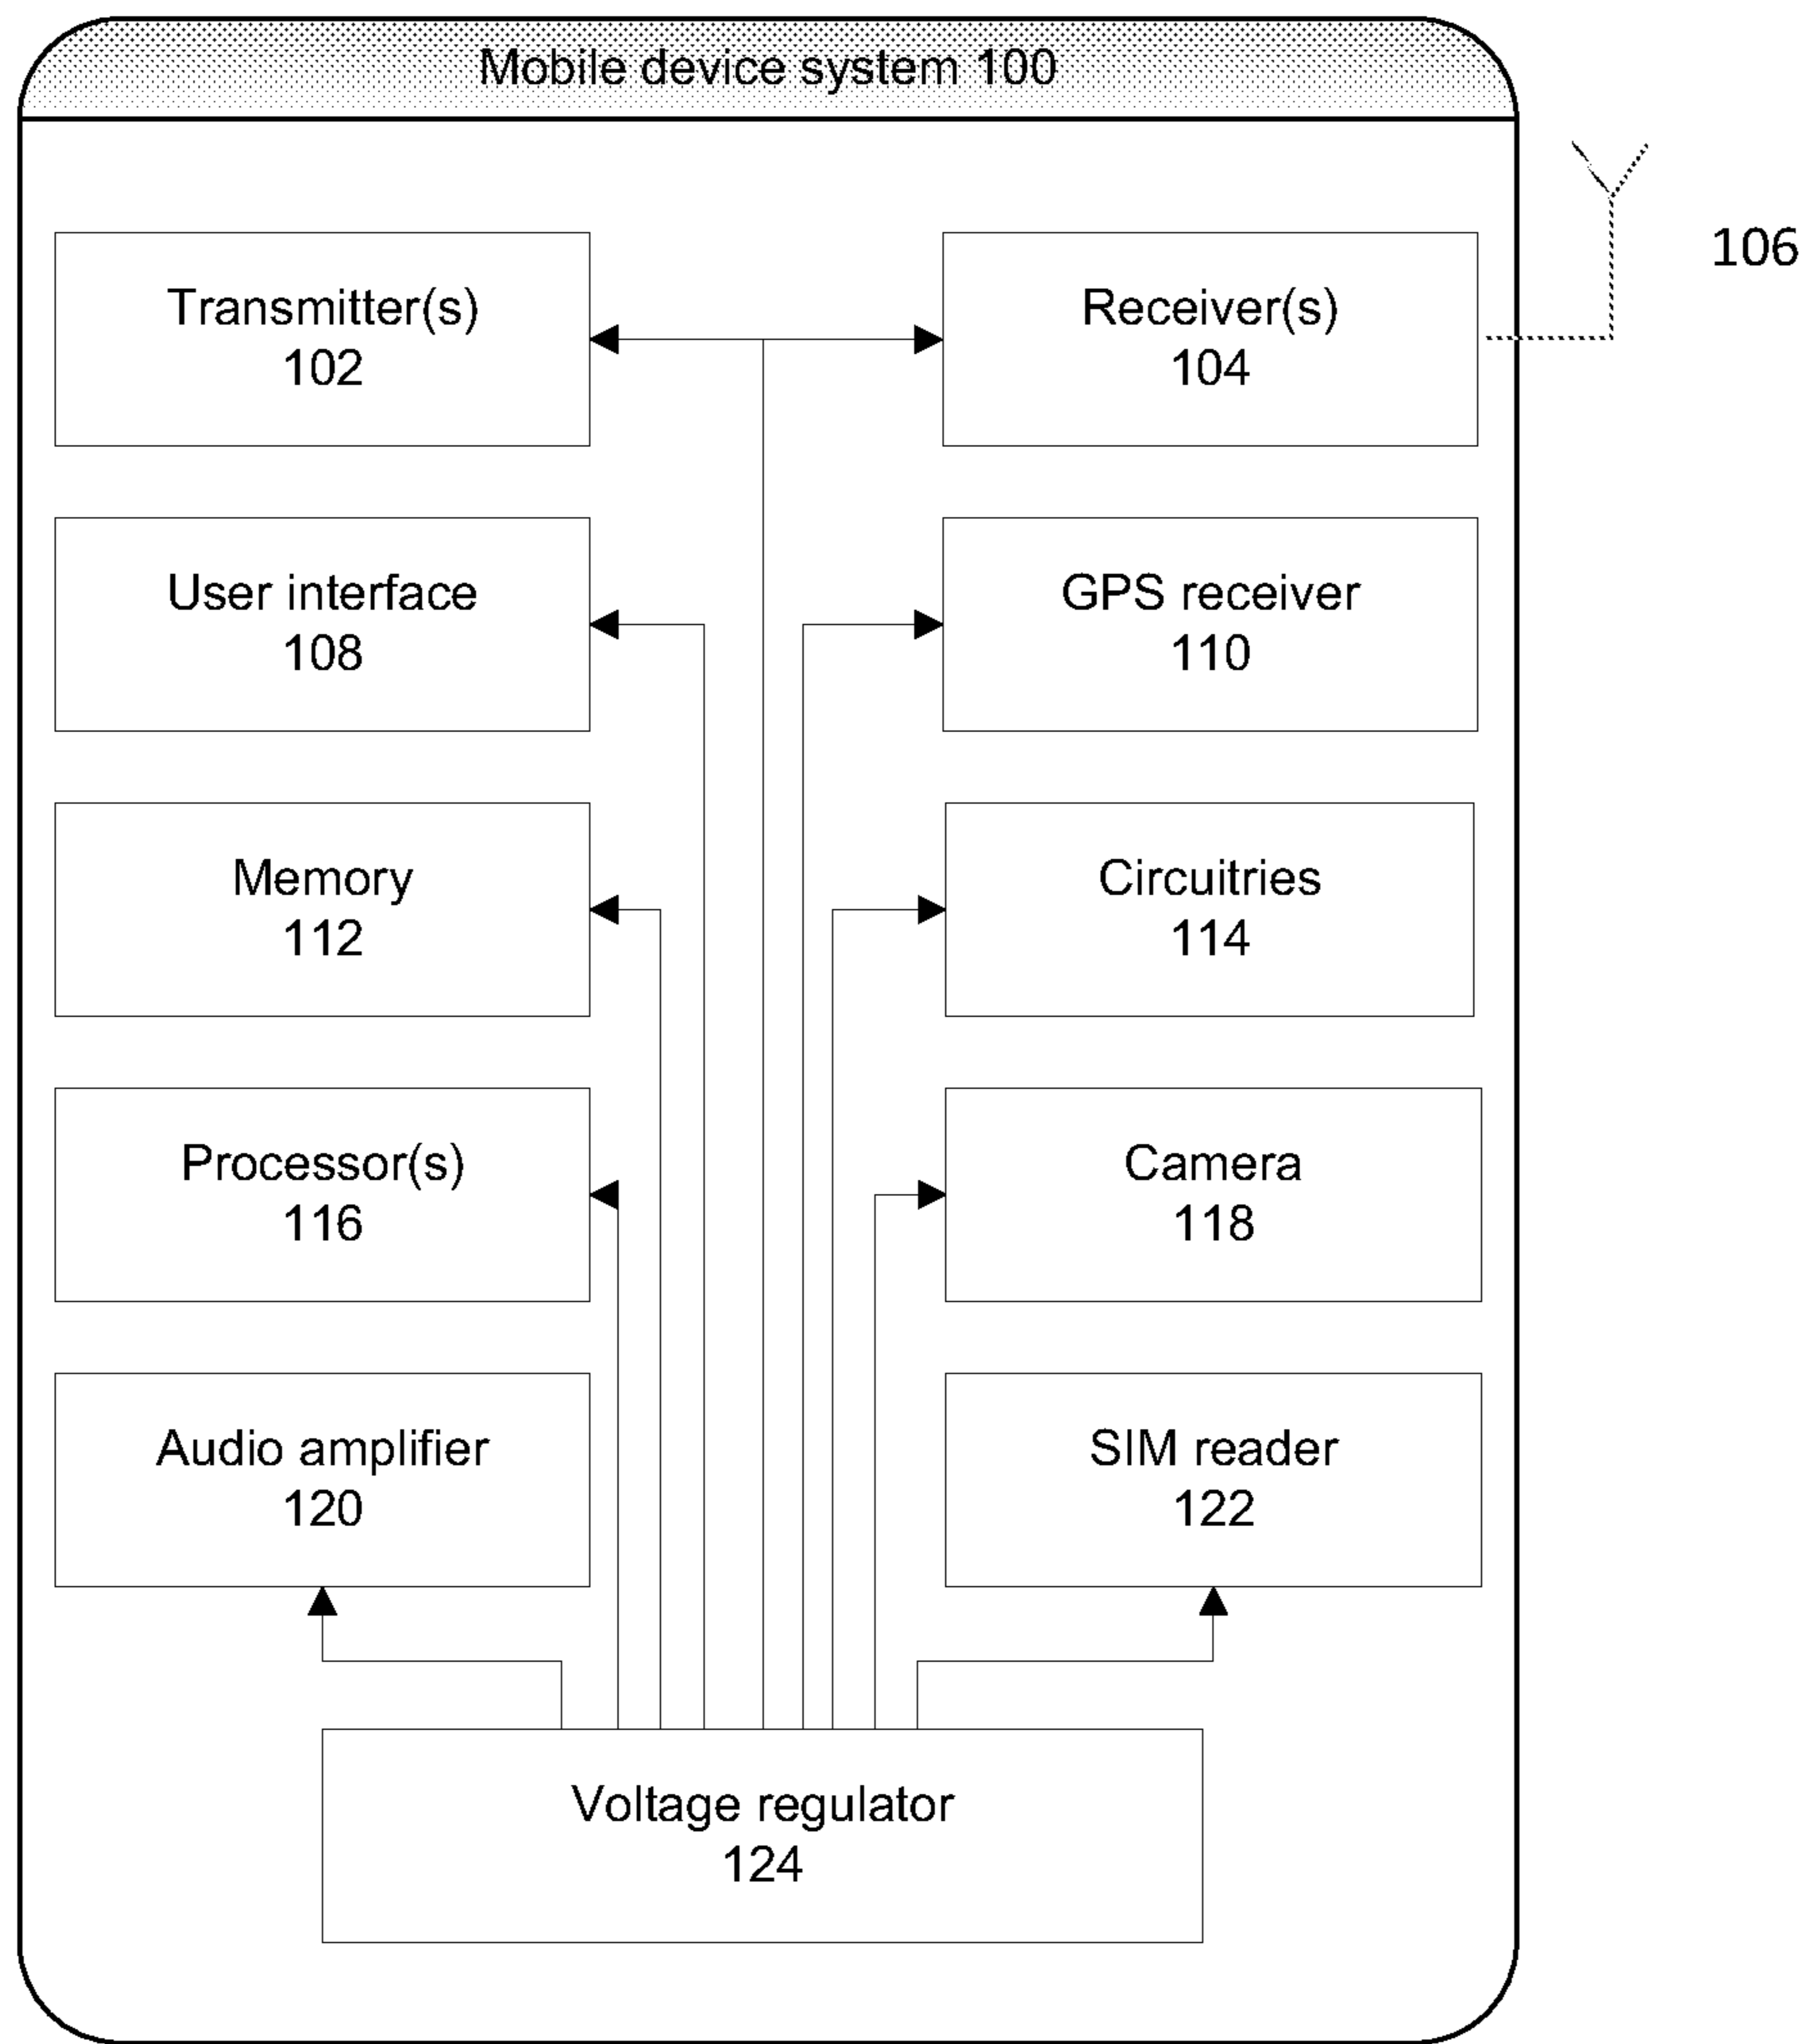 Mobile device system 100
106
Transmitter(s)
102
Receiver(s)
104
User interface
108
GPS receiver
110
Memory
112
Circuitries
114
Processor(s)
116
Camera
118
Audio amplifier
120
SIM reader
122
Voltage regulator
124